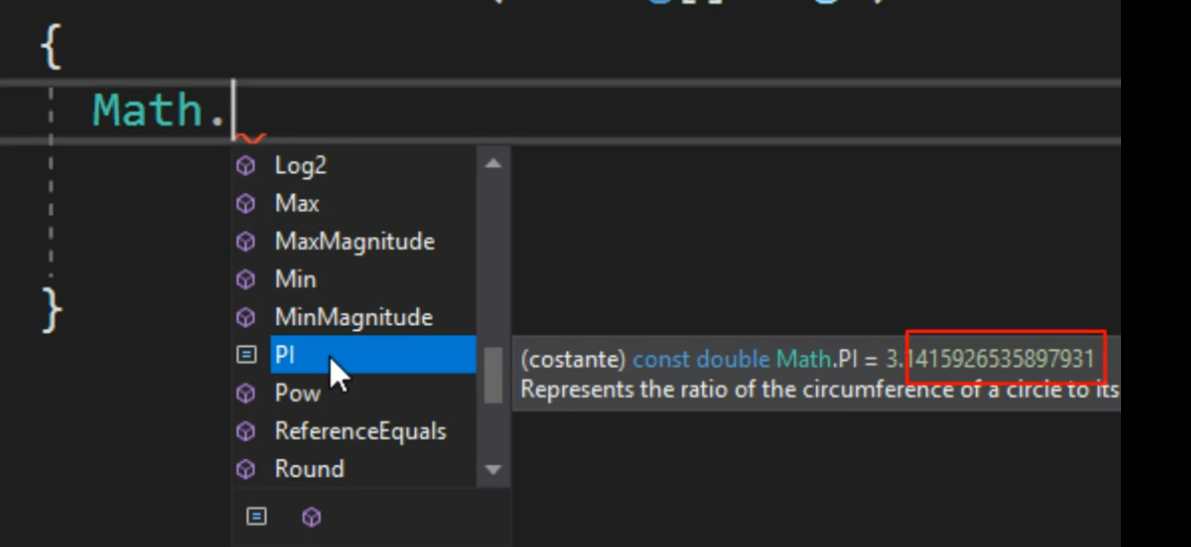 {
Math.
Log2
Max
MaxMagnitude
Min
MinMagnitude
PI
(costante) const double Math.PI = 3.1415926535897931
Represents the ratio of the circumference of a circle to its
Pow
ReferenceEquals
Round
}